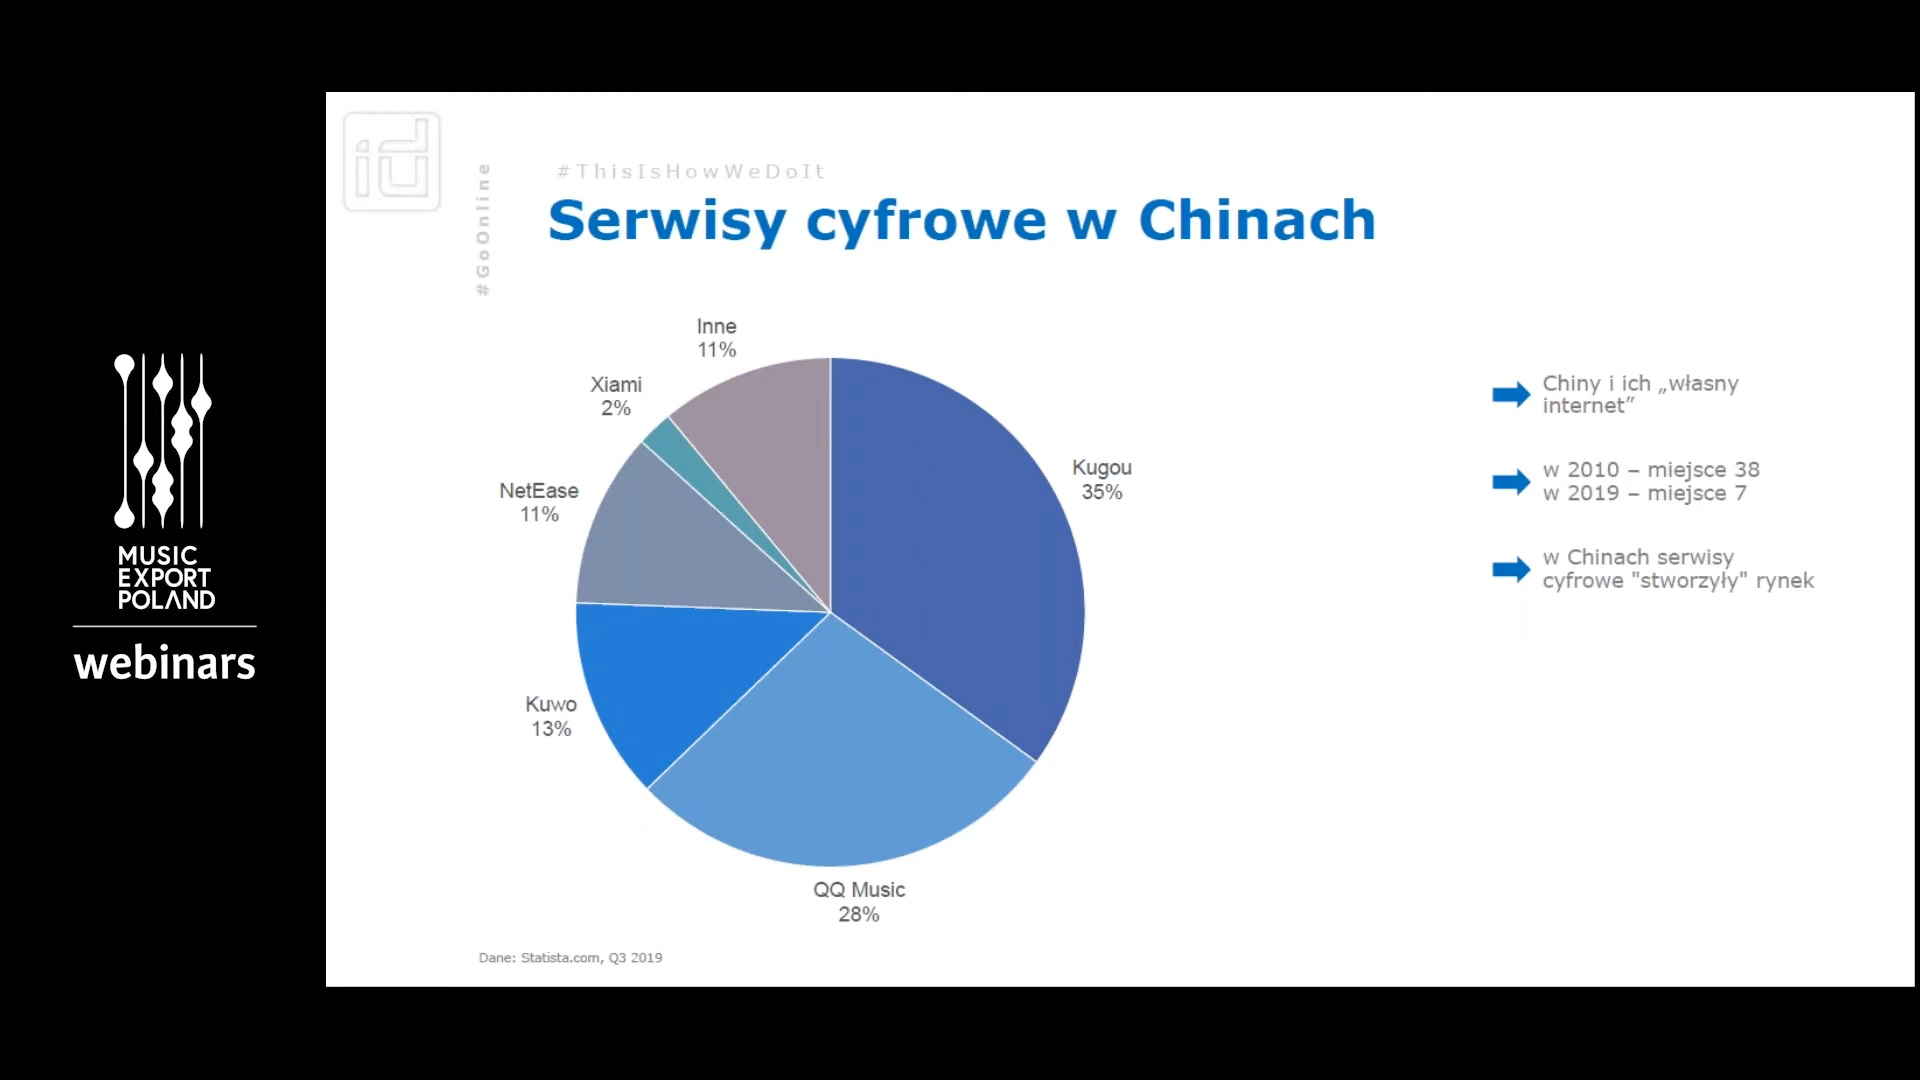 MUSIC
EXPORT
POLAND
webinars
id
#GoOnline
#ThisIsHowWeDoIt
Serwisy cyfrowe w Chinach
Inne
11%
Xiami
2%
NetEase
11%
Kuwo
13%
QQ Music
28%
Kugou
35%
Chiny i ich „własny
internet”
w 2010 – miejsce 38
w 2019 – miejsce 7
w Chinach serwisy
cyfrowe "stworzyły" rynek
Dane: Statista.com, Q3 2019